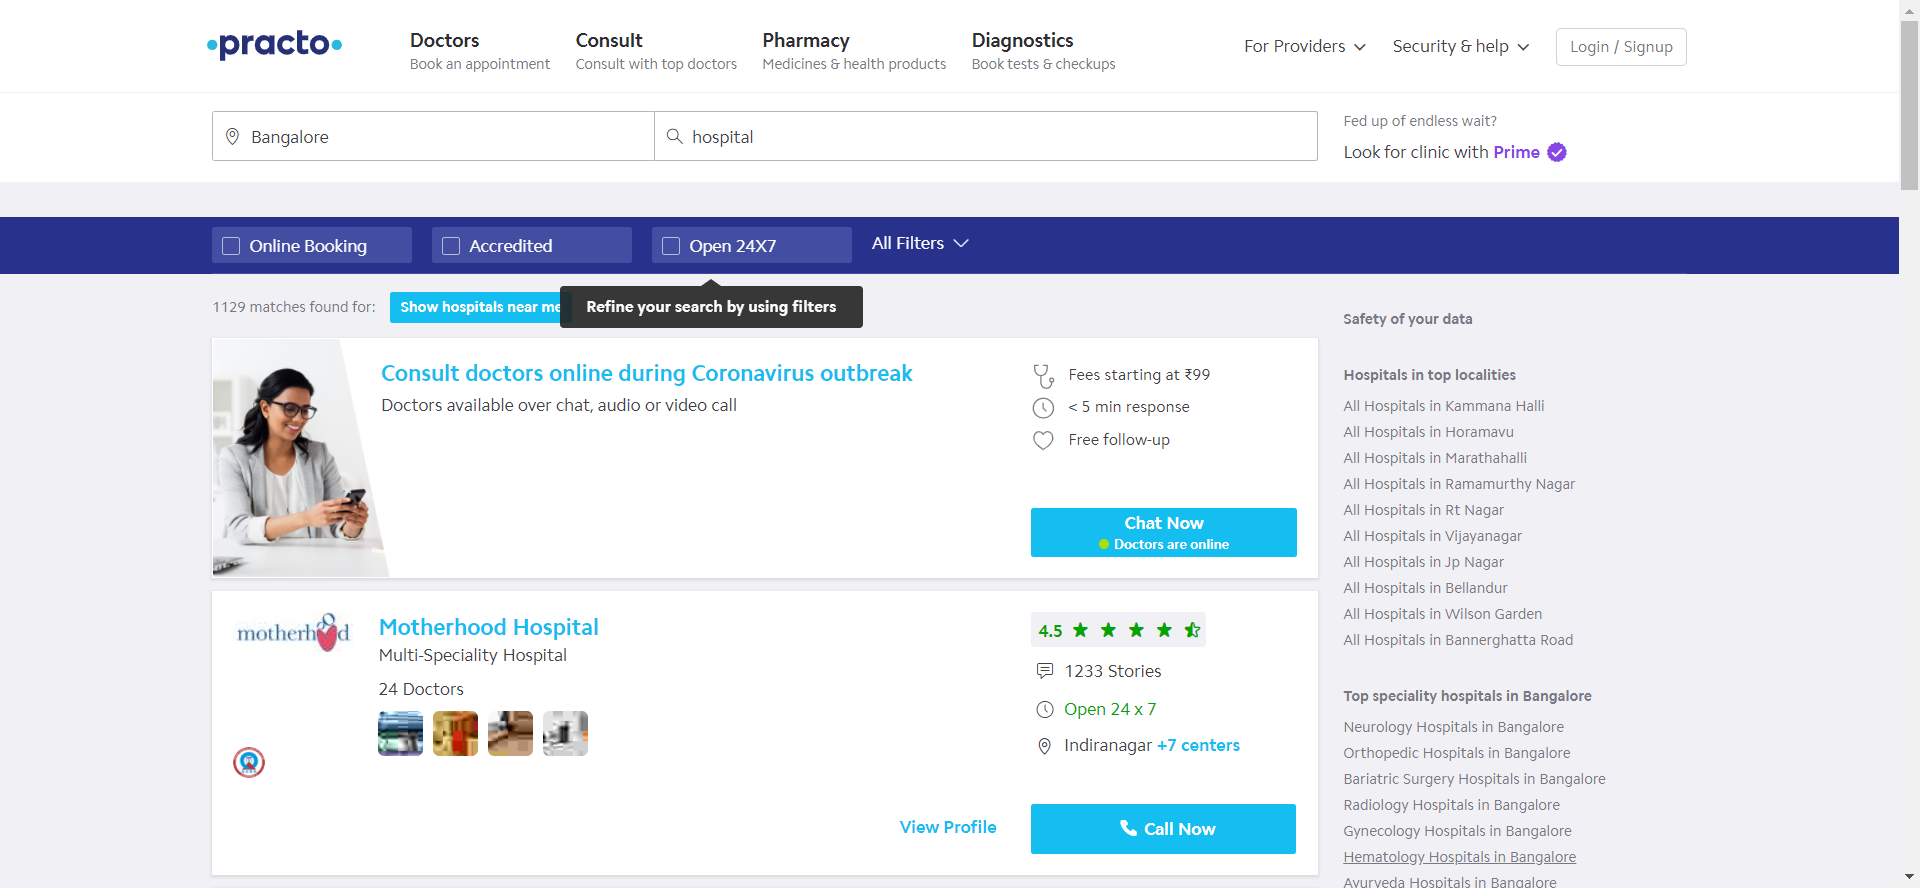 practo
Doctors
Book an appointment
Consult
Consult with top doctors
Pharmacy
Medicines & health products
Diagnostics
Book tests & checkups
For Providers
Security & help
Login / Signup
Bangalore
hospital
Fed up of endless wait?
Look for clinic with Prime
Online Booking
Accredited
Open 24X7
All Filters
1129 matches found for:
Show hospitals near me
Refine your search by using filters
Consult doctors online during Coronavirus outbreak
Doctors available over chat, audio or video call
Fees starting at ₹99
< 5 min response
Free follow-up
Chat Now
Doctors are online
motherhood
Motherhood Hospital
Multi-Speciality Hospital
24 Doctors
4.5
1233 Stories
Open 24 x 7
Indiranagar +7 centers
View Profile
Call Now
Safety of your data
Hospitals in top localities
All Hospitals in Kammana Halli
All Hospitals in Horamavu
All Hospitals in Marathahalli
All Hospitals in Ramamurthy Nagar
All Hospitals in Rt Nagar
All Hospitals in Vijayanagar
All Hospitals in Jp Nagar
All Hospitals in Bellandur
All Hospitals in Wilson Garden
All Hospitals in Bannerghatta Road
Top speciality hospitals in Bangalore
Neurology Hospitals in Bangalore
Orthopedic Hospitals in Bangalore
Bariatric Surgery Hospitals in Bangalore
Radiology Hospitals in Bangalore
Gynecology Hospitals in Bangalore
Hematology Hospitals in Bangalore
Ayurveda Hospitals in Bangalore